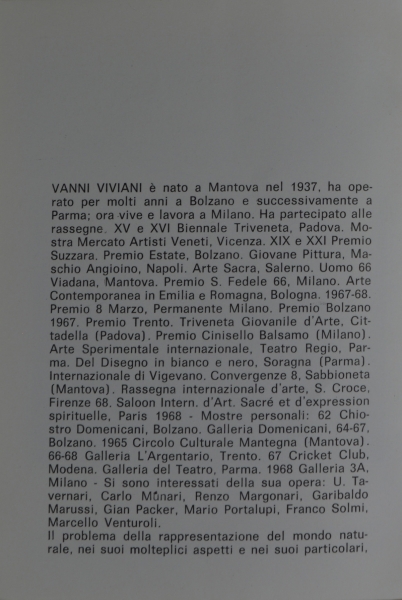 VANNI VIVIANI è nato a Mantova nel 1937, ha ope-
rato per molti anni a Bolzano e successivamente a
Parma; ora vive e lavora a Milano. Ha partecipato alle
rassegne. XV e XVI Biennale Triveneta, Padova. Mo-
stra Mercato Artisti Veneti, Vicenza. XIX e XXI Premio
Suzzara. Premio Estate, Bolzano. Giovane Pittura, Ma-
schio Angioino, Napoli. Arte Sacra, Salerno. Uomo 66
Viadana, Mantova. Premio S. Fedele 66, Milano. Arte
Contemporanea in Emilia e Romagna, Bologna. 1967-68.
Premio 8 Marzo, Permanente Milano. Premio Bolzano
1967. Premio Trento. Triveneta Giovanile d'Arte, Cit-
tadella (Padova). Premio Cinisello Balsamo (Milano).
Arte Sperimentale internazionale, Teatro Regio, Par-
ma. Del Disegno in bianco e nero, Soragna (Parma).
Internazionale di Vigevano. Convergenze 8, Sabbioneta
(Mantova). Rassegna internazionale d'arte, S. Croce,
Firenze 68. Saloon Intern. d'Art. Sacré et d'expression
spirituelle, Paris 1968 - Mostre personali: 62 Chio-
stro Domenicani, Bolzano. Galleria Domenicani, 64-67,
Bolzano. 1965 Circolo Culturale Mantegna (Mantova).
66-68 Galleria L'Argentario, Trento. 67 Cricket Club,
Modena. Galleria del Teatro, Parma. 1968 Galleria 3A,
Milano - Si sono interessati della sua opera: U. Ta-
vernari, Carlo Mûnari, Renzo Margonari, Garibaldo
Marussi, Gian Packer, Mario Portalupi, Franco Solmi,
Marcello Venturoli.
Il problema della rappresentazione del mondo natu-
rale, nei suoi molteplici aspetti e nei suoi particolari,